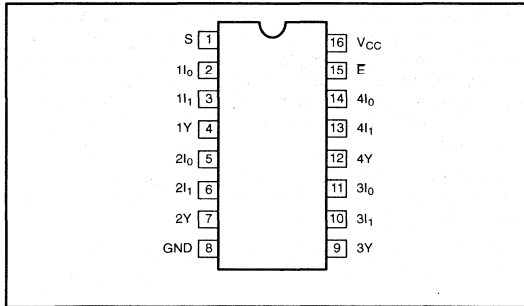 S 1 16 V_CC
1I₀ 2 15 E̅
1I₁ 3 14 4I₀
1Y 4 13 4I₁
2I₀ 5 12 4Y
2I₁ 6 11 3I₀
2Y 7 10 3I₁
GND 8 9 3Y